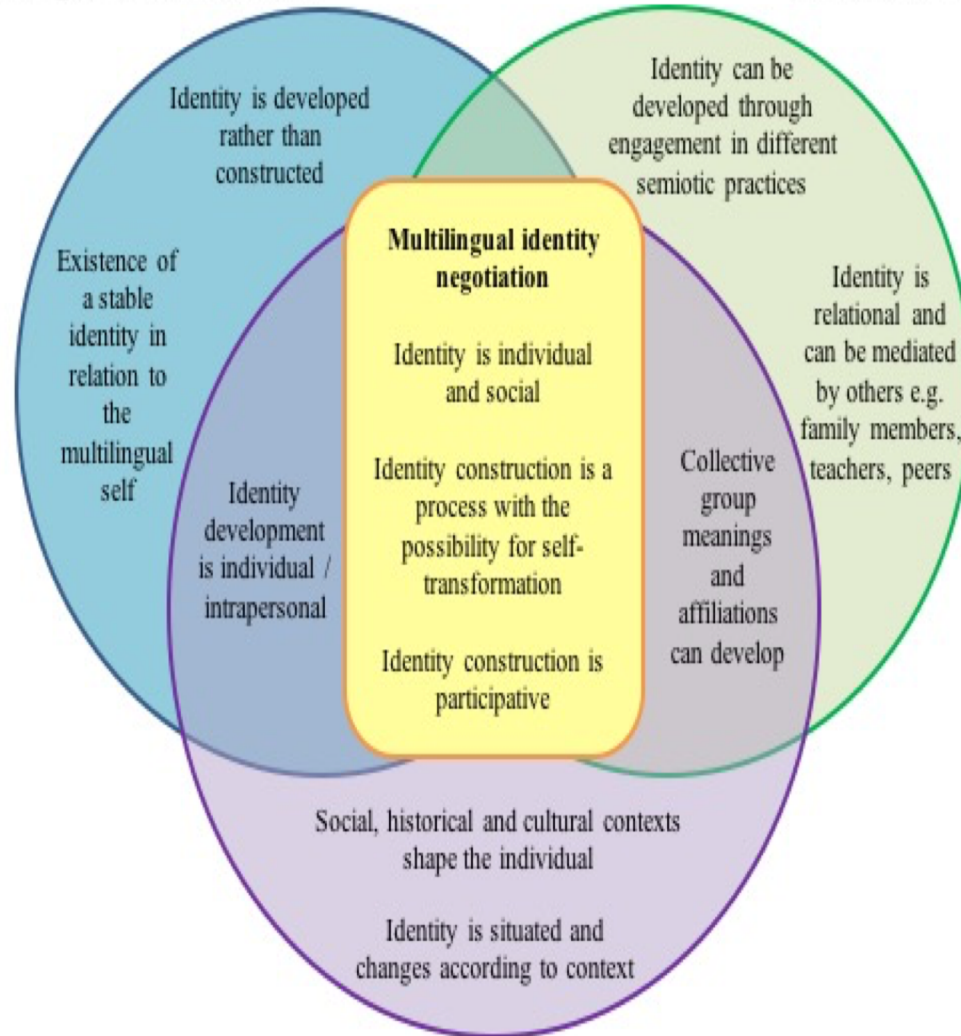 Identity is developed
rather than
constructed
Existence of
a stable
identity in
relation to
the
multilingual
self
Identity can be
developed through
engagement in different
semiotic practices
Identity is
relational and
can be mediated
by others e.g.
family members,
teachers, peers
Multilingual identity
negotiation
Identity is individual
and social
Identity construction is a
process with the
possibility for self-
transformation
Identity construction is
participative
Identity
development
is individual /
intrapersonal
Collective
group
meanings
and
affiliations
can develop
Social, historical and cultural contexts
shape the individual
Identity is situated and
changes according to context